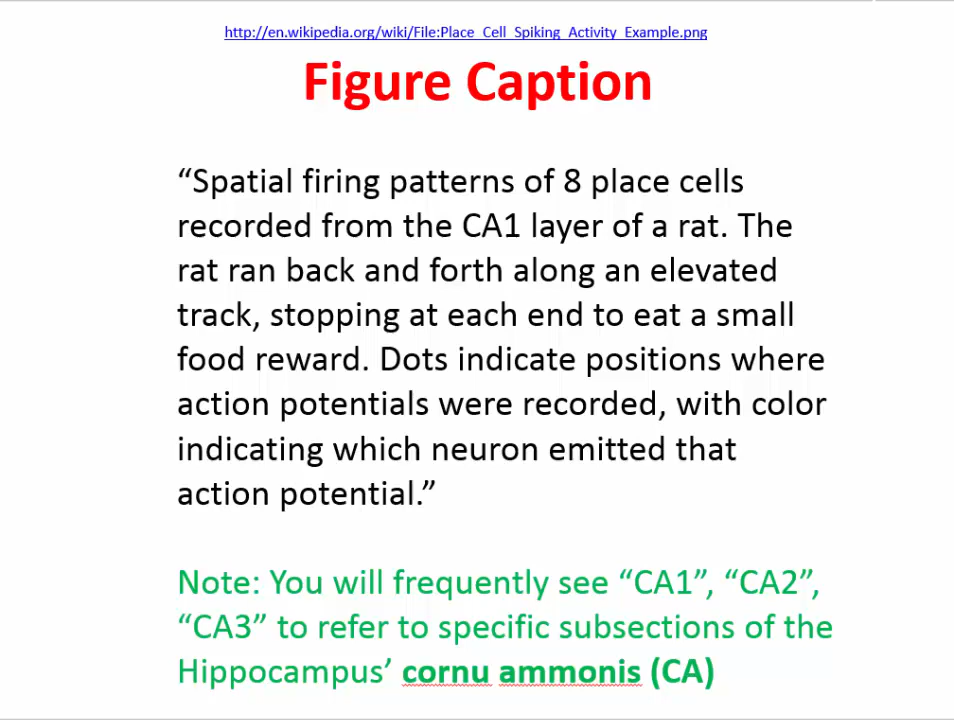 http://en.wikipedia.org/wiki/File:Place_Cell_Spiking_Activity_Example.png
Figure Caption
“Spatial firing patterns of 8 place cells
recorded from the CA1 layer of a rat. The
rat ran back and forth along an elevated
track, stopping at each end to eat a small
food reward. Dots indicate positions where
action potentials were recorded, with color
indicating which neuron emitted that
action potential.”
Note: You will frequently see “CA1”, “CA2”,
“CA3” to refer to specific subsections of the
Hippocampus’ cornu ammonis (CA)